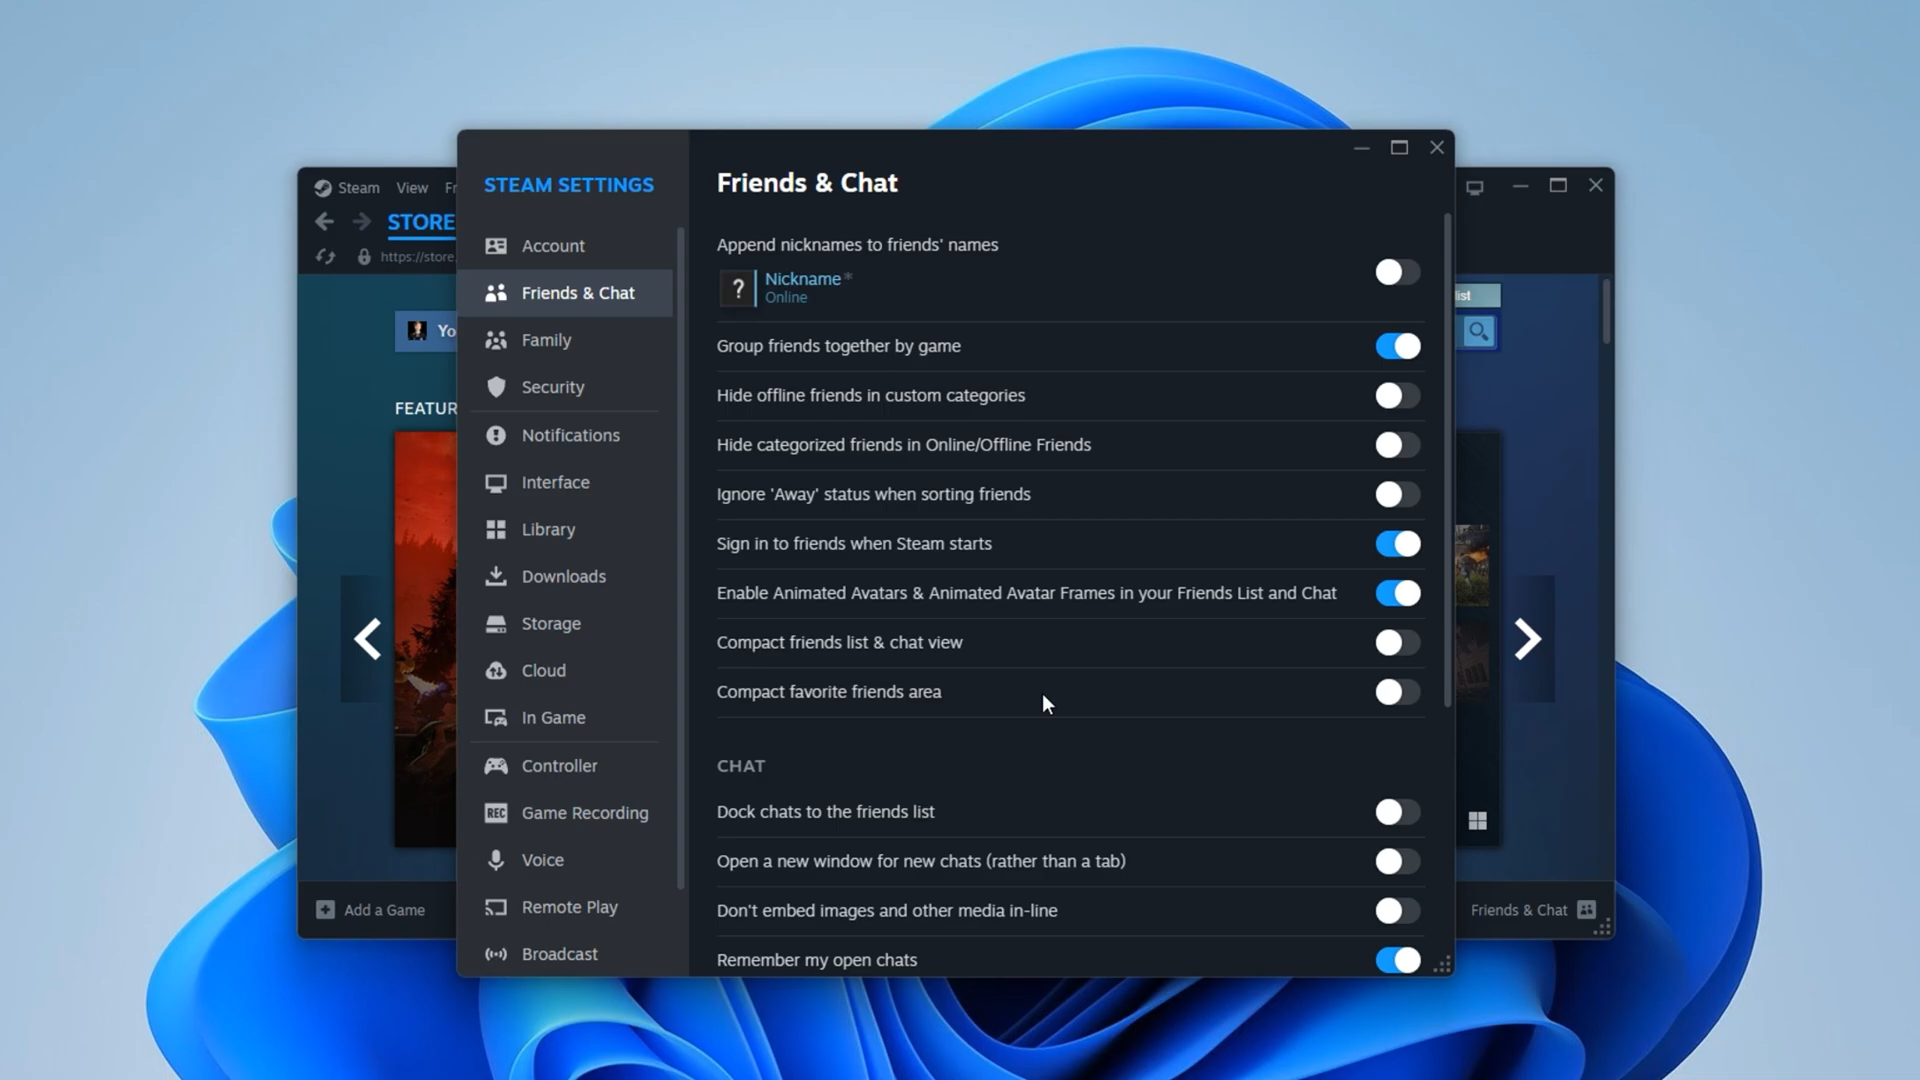 Steam View
STORE
https://store.
Yo
FEATUR
Add a Game
STEAM SETTINGS
Account
Friends & Chat
Family
Security
Notifications
Interface
Library
Downloads
Storage
Cloud
In Game
Controller
REC Game Recording
Voice
Remote Play
Broadcast
Friends & Chat
Append nicknames to friends' names
? Nickname *
Online
Group friends together by game
Hide offline friends in custom categories
Hide categorized friends in Online/Offline Friends
Ignore 'Away' status when sorting friends
Sign in to friends when Steam starts
Enable Animated Avatars & Animated Avatar Frames in your Friends List and Chat
Compact friends list & chat view
Compact favorite friends area
CHAT
Dock chats to the friends list
Open a new window for new chats (rather than a tab)
Don't embed images and other media in-line
Remember my open chats
list
Friends & Chat